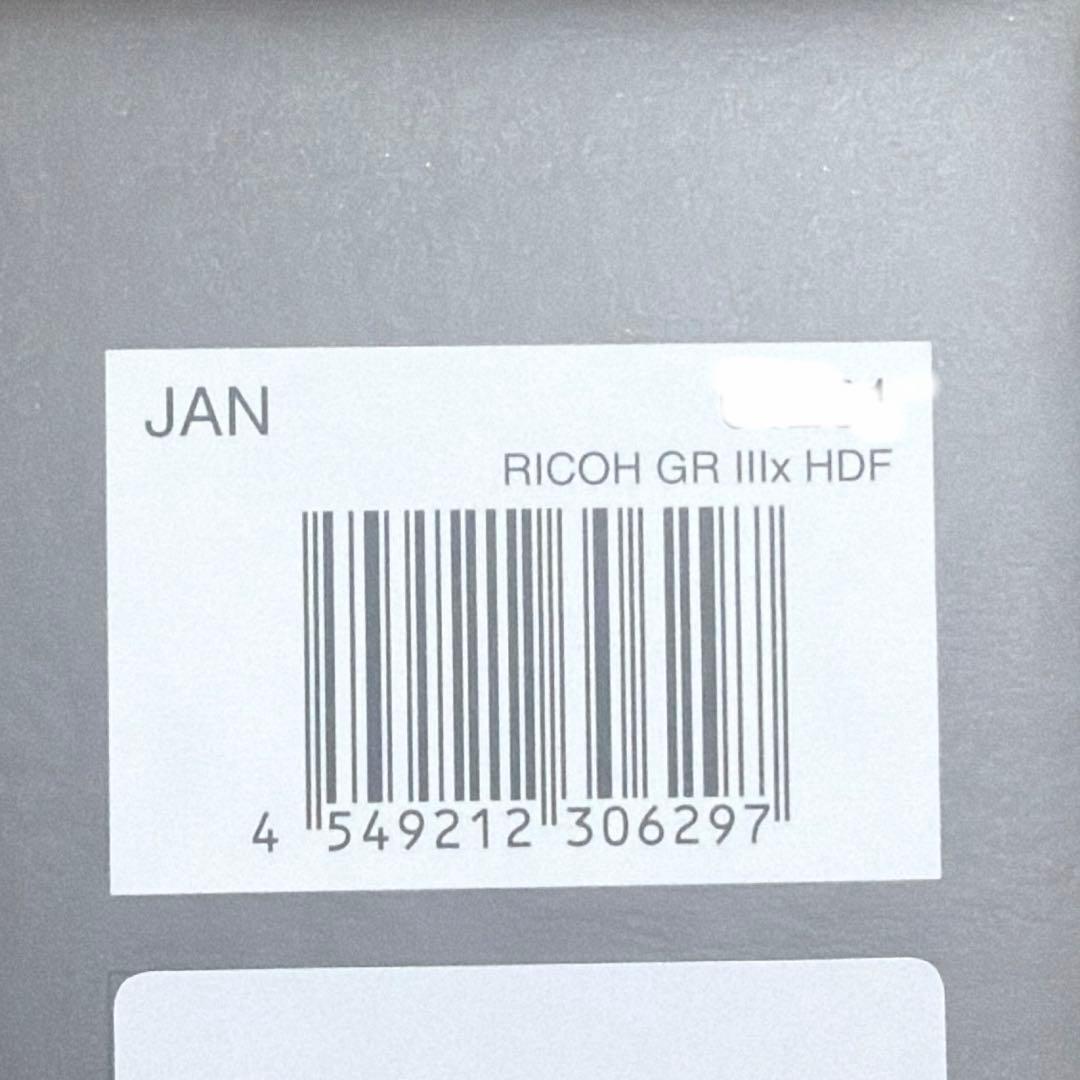 JAN
RICOH GR IIIx HDF
4 549212 306297